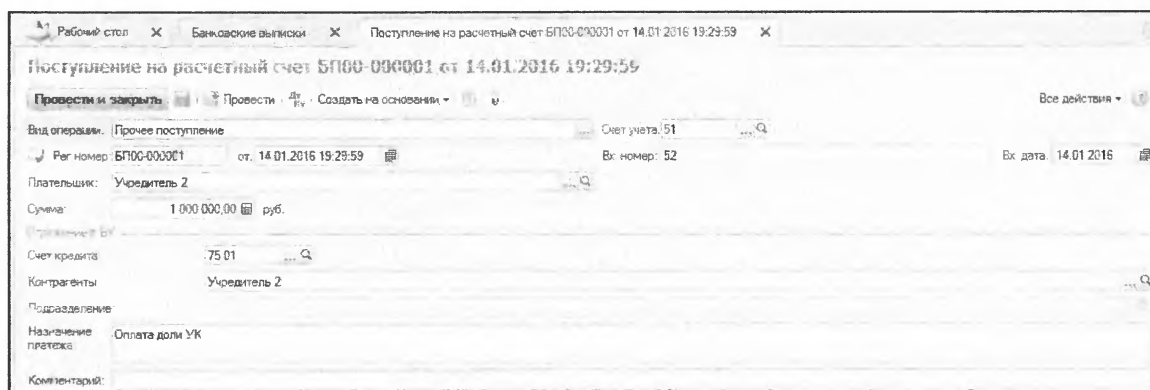 Рабочий стол × Банковские выписки × Поступление на расчетный счет БП00-000001 от 14.01.2016 19:29:59 ×
Поступление на расчетный счет БП00-000001 от 14.01.2016 19:29:59
Провести и закрыть Провести Дт Кт Создать на основании Все действия
Вид операции: Прочее поступление ... Счет учета: 51 ...
Рег номер: БП00-000001 от: 14.01.2016 19:29:59 Вх номер: 52 Вх дата: 14.01.2016
Плательщик: Учредитель 2 ...
Сумма: 1 000 000,00 руб.
Отражение в БУ
Счет кредита: 75.01 ...
Контрагенты Учредитель 2 ...
Подразделение:
Назначение платежа: Оплата доли УК
Комментарий: